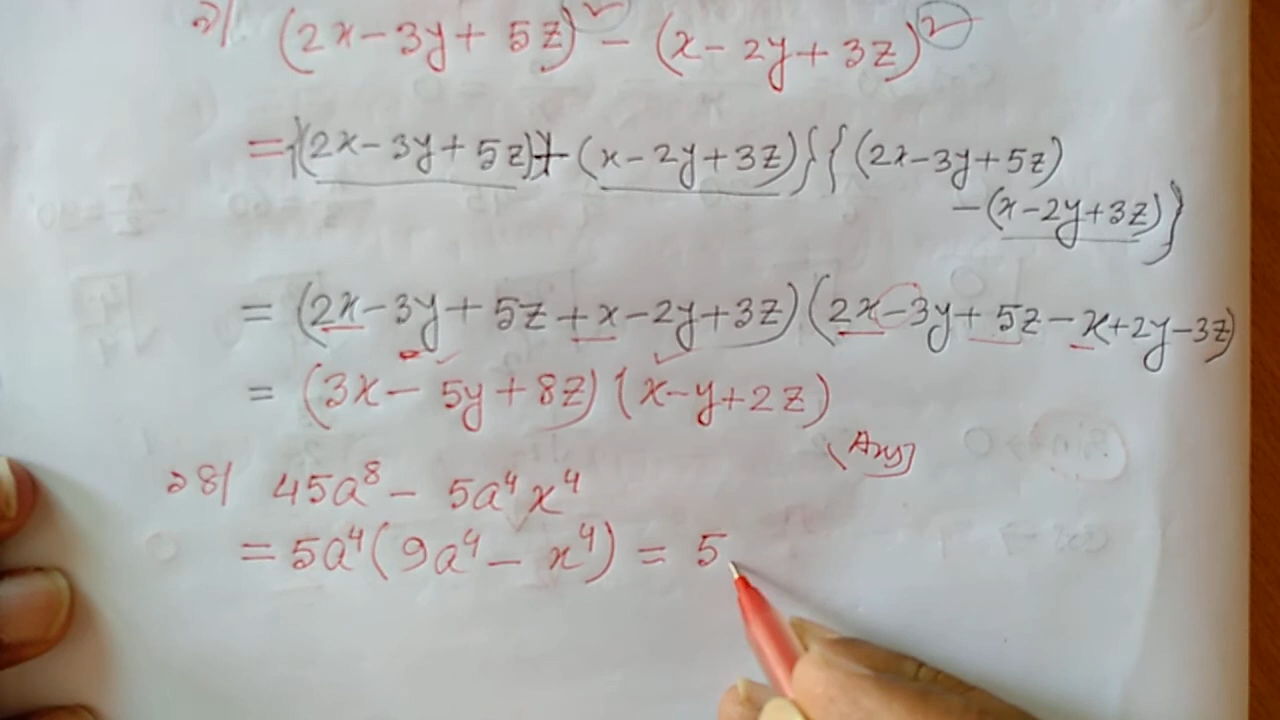 (2x-3y+5z)² - (x-2y+3z)²
={(2x-3y+5z)+(x-2y+3z)}{(2x-3y+5z)
-(x-2y+3z)}
= (2x-3y+5z+x-2y+3z)(2x-3y+5z-x+2y-3z)
= (3x-5y+8z)(x-y+2z)
(Ans)
২৪| 45a⁸ - 5a⁴x⁴
= 5a⁴(9a⁴-x⁴) = 5